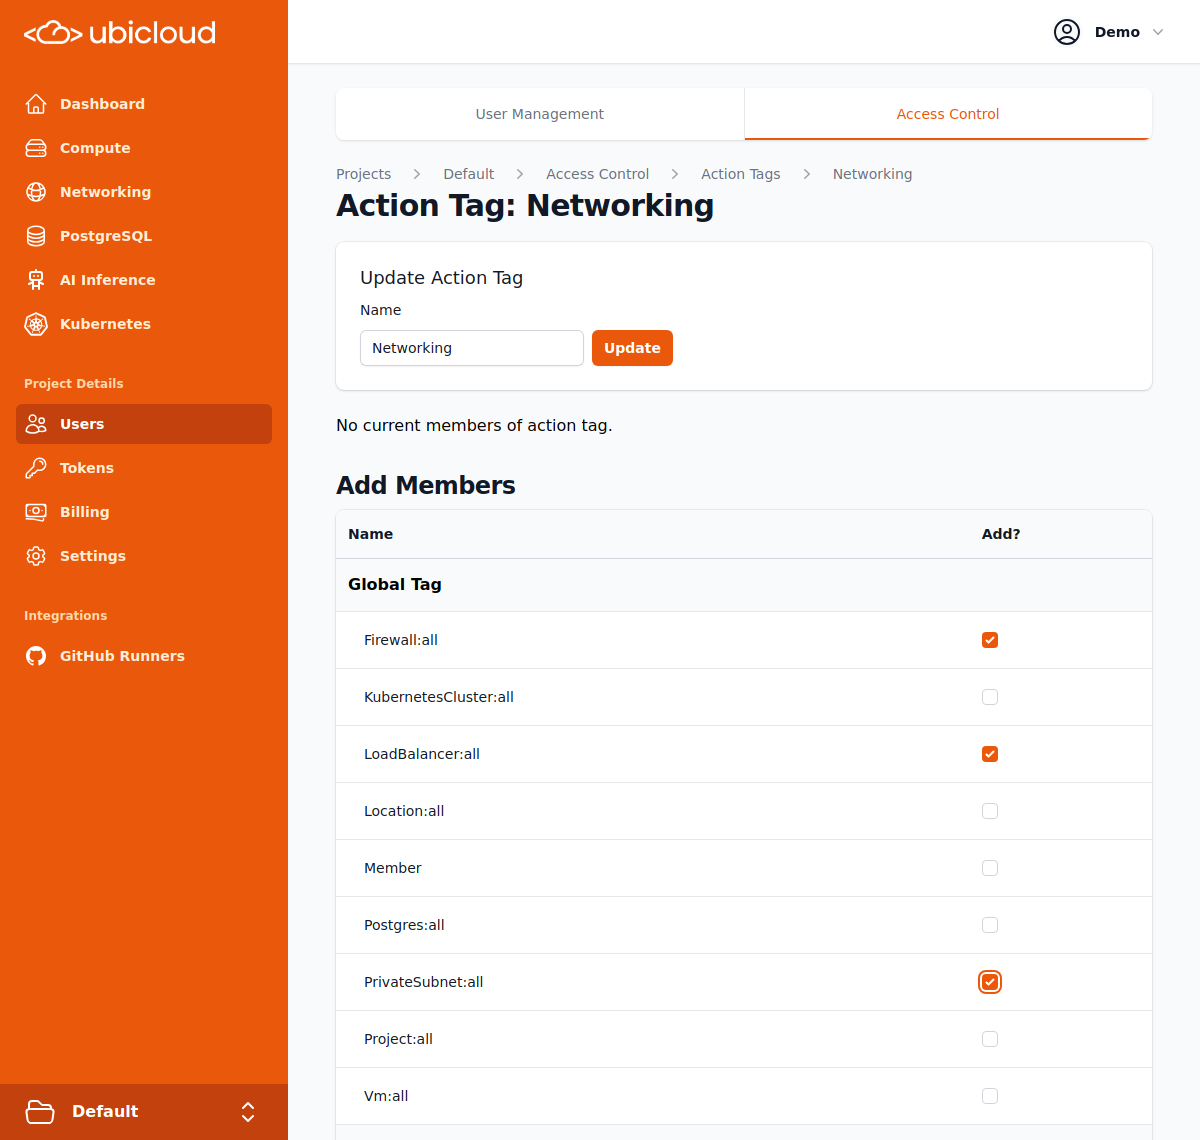 ubicloud
Demo
Dashboard
Compute
Networking
PostgreSQL
AI Inference
Kubernetes
Project Details
Users
Tokens
Billing
Settings
Integrations
GitHub Runners
Default
User Management
Access Control
Projects > Default > Access Control > Action Tags > Networking
Action Tag: Networking
Update Action Tag
Name
Networking Update
No current members of action tag.
Add Members
Name Add?
Global Tag
Firewall:all
KubernetesCluster:all
LoadBalancer:all
Location:all
Member
Postgres:all
PrivateSubnet:all
Project:all
Vm:all